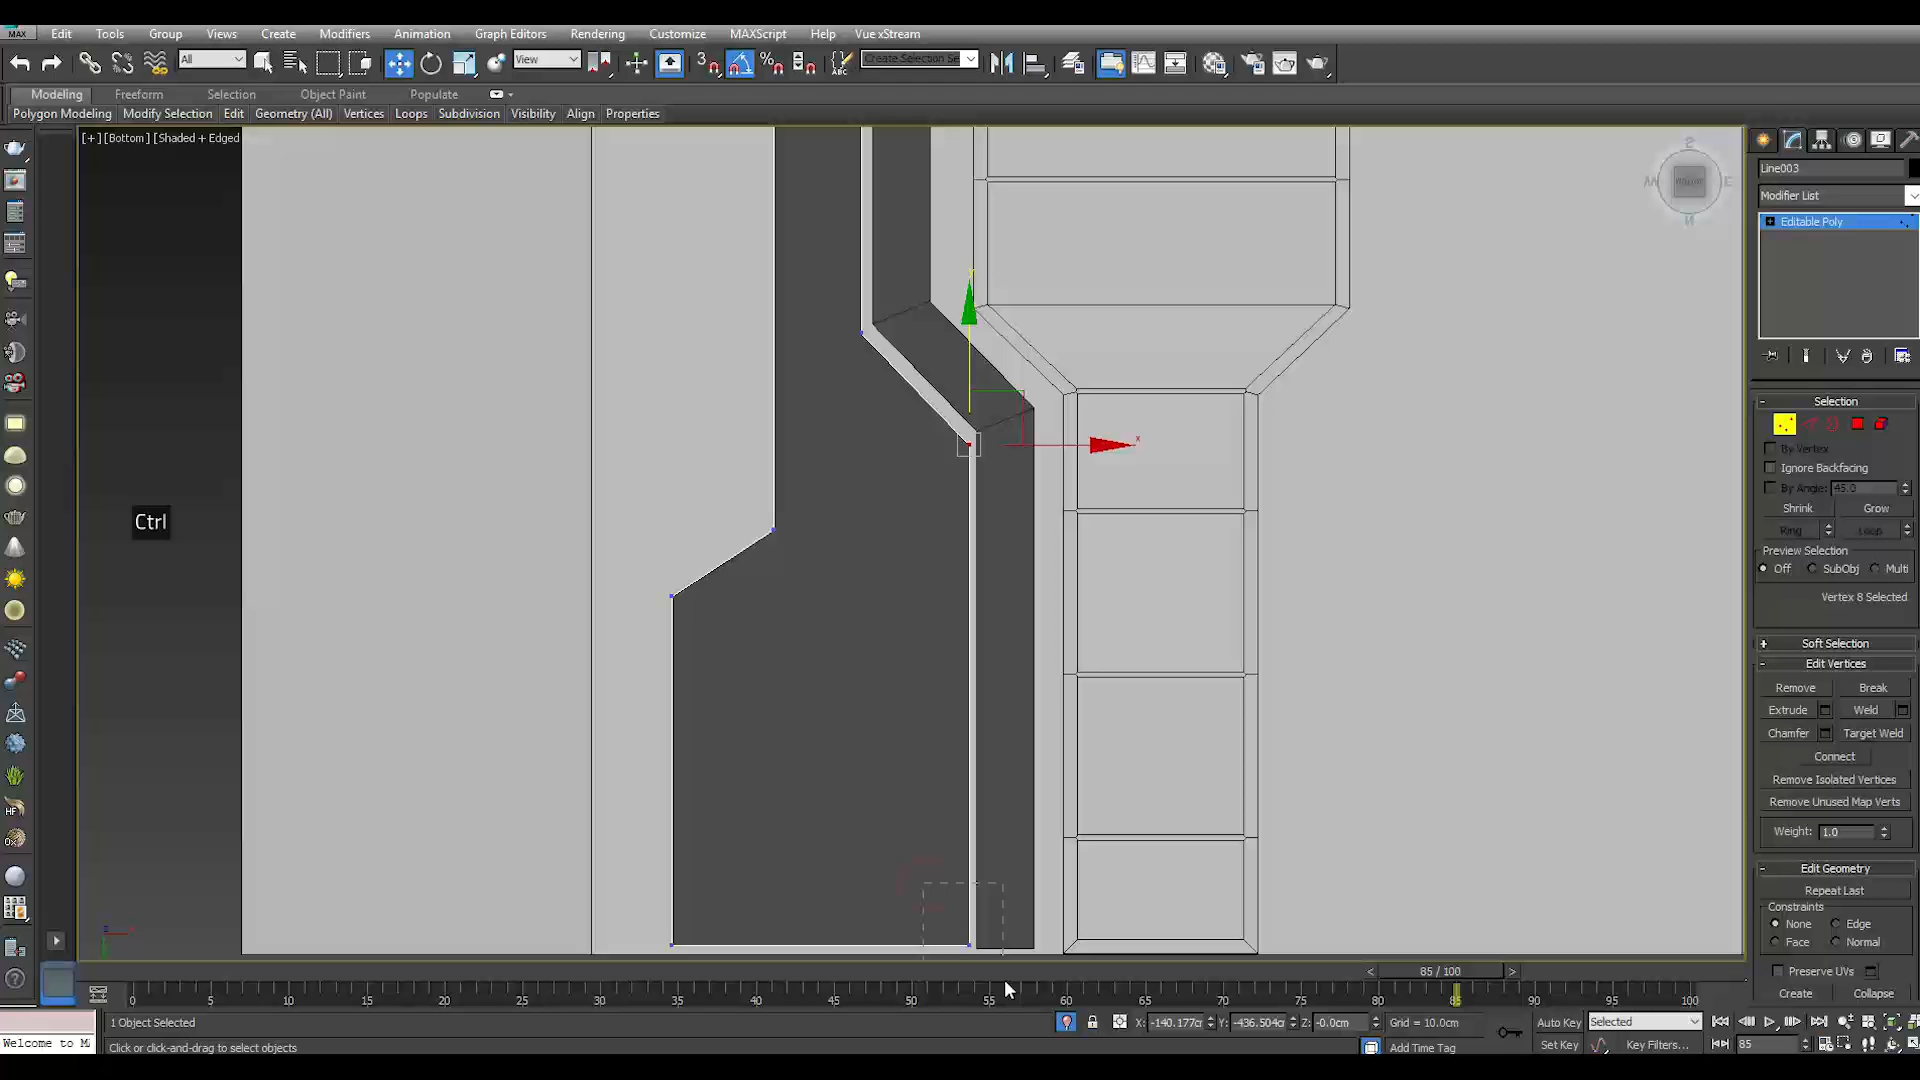 MAX Edit Tools Group Views Create Modifiers Animation Graph Editors Rendering Customize MAXScript Help Vue xStream
All View Create Selection Se
Modeling Freeform Selection Object Paint Populate
Polygon Modeling Modify Selection Edit Geometry (All) Vertices Loops Subdivision Visibility Align Properties
[+] [Bottom] [Shaded + Edged
S
W E
N
x
Ctrl
Line003
Modifier List
Editable Poly
Selection
By Vertex
Ignore Backfacing
By Angle: 45.0
Shrink Grow
Ring Loop
Preview Selection
Off SubObj Multi
Vertex 8 Selected
Soft Selection
Edit Vertices
Remove Break
Extrude Weld
Chamfer Target Weld
Connect
Remove Isolated Vertices
Remove Unused Map Verts
Weight: 1.0
Edit Geometry
Repeat Last
Constraints
None Edge
Face Normal
Preserve UVs
Create Collapse
< 85 / 100 >
0 5 10 15 20 25 30 35 40 45 50 55 60 65 70 75 80 85 90 95 100
1 Object Selected X: -140.177cr Y: -436.504cr Z: -0.0cm Grid = 10.0cm Auto Key Selected
Welcome to Click or click-and-drag to select objects Add Time Tag Set Key Key Filters... 85